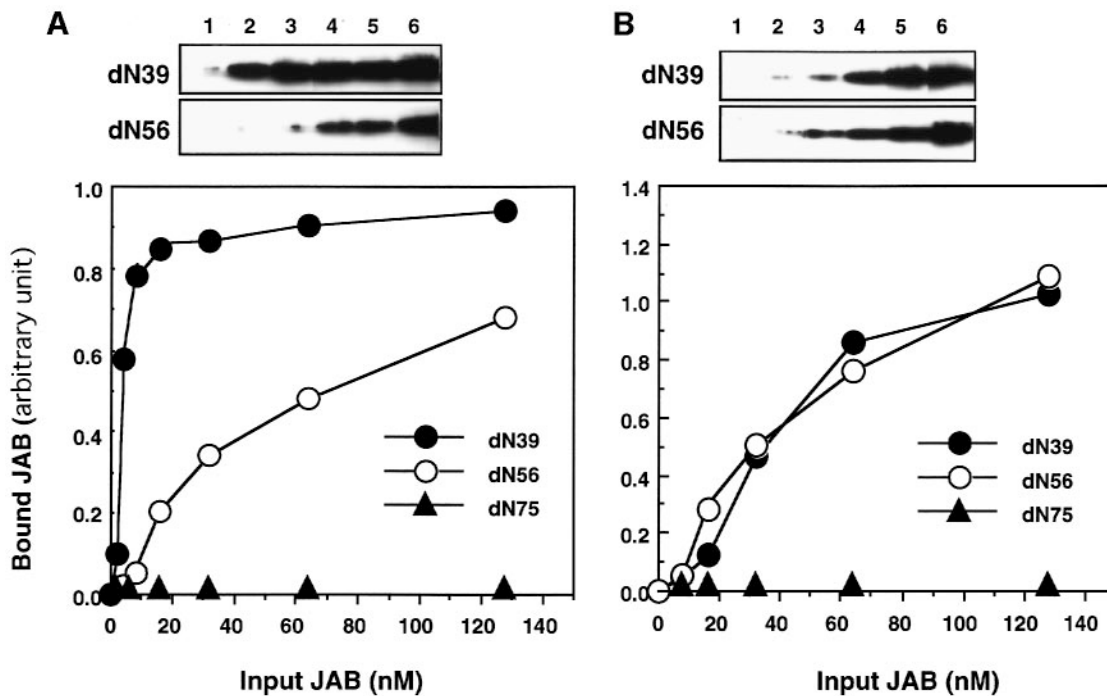 A 1 2 3 4 5 6
dN39
dN56
B 1 2 3 4 5 6
dN39
dN56
Bound JAB (arbitrary unit)
1.0
0.8
0.6
0.4
0.2
0.0
dN39
dN56
dN75
0 20 40 60 80 100 120 140
Input JAB (nM)
1.4
1.2
1.0
0.8
0.6
0.4
0.2
0.0
dN39
dN56
dN75
0 20 40 60 80 100 120 140
Input JAB (nM)